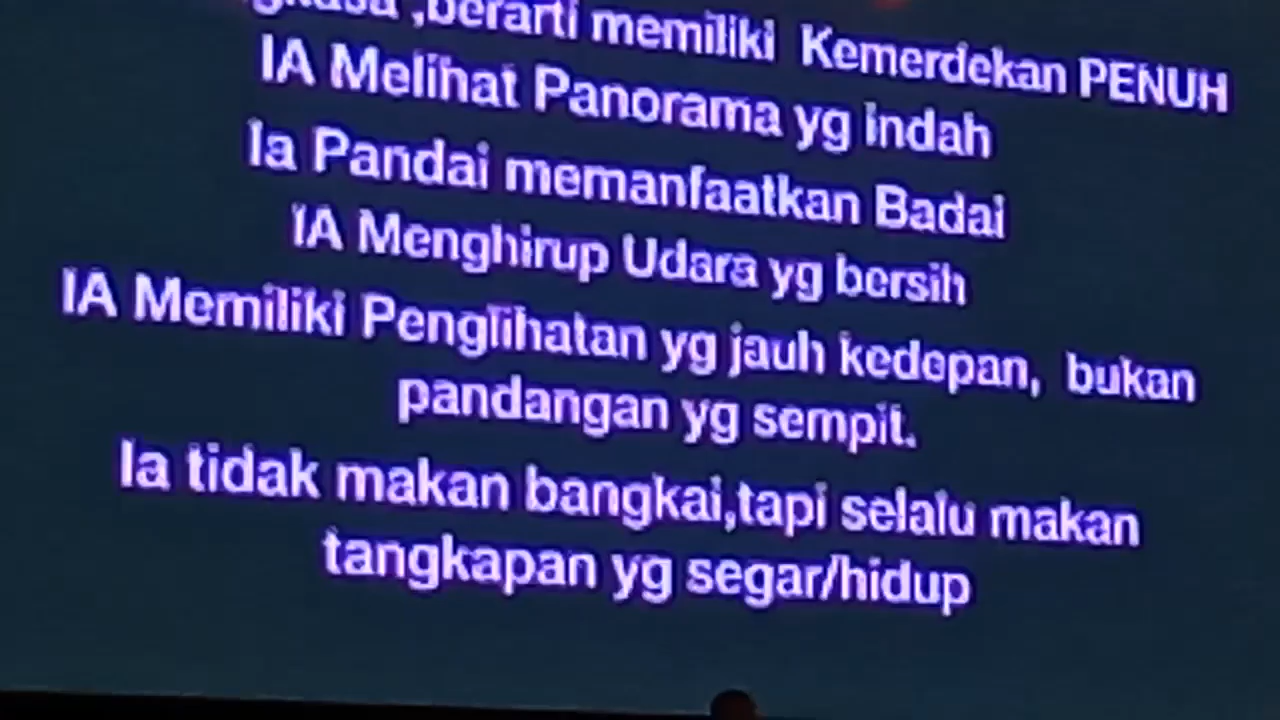 ,berarti memiliki Kemerdekan PENUH
IA Melihat Panorama yg indah
Ia Pandai memanfaatkan Badai
IA Menghirup Udara yg bersih
IA Memiliki Penglihatan yg jauh kedepan, bukan
pandangan yg sempit.
Ia tidak makan bangkai,tapi selalu makan
tangkapan yg segar/hidup